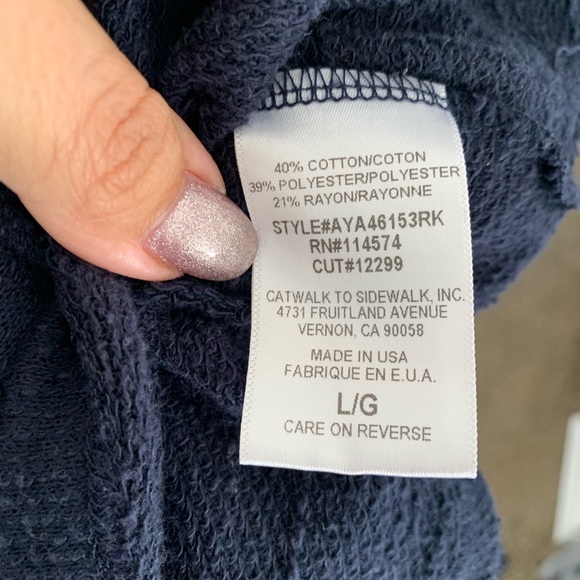 40% COTTON/COTON
39% POLYESTER/POLYESTER
21% RAYON/RAYONNE
STYLE#AYA46153RK
RN#114574
CUT#12299
CATWALK TO SIDEWALK, INC.
4731 FRUITLAND AVENUE
VERNON, CA 90058
MADE IN USA
FABRIQUE EN E.U.A.
L/G
CARE ON REVERSE